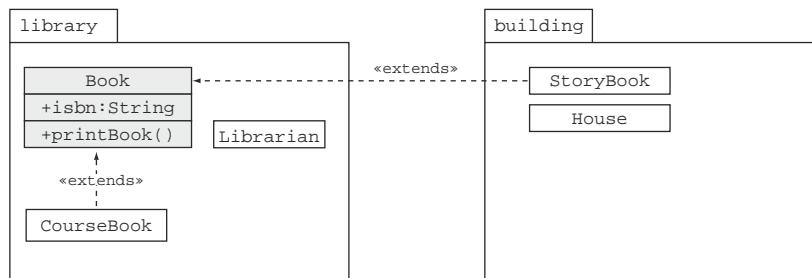 library
building
Book
+isbn:String
+printBook()
Librarian
«extends»
CourseBook
«extends»
StoryBook
House